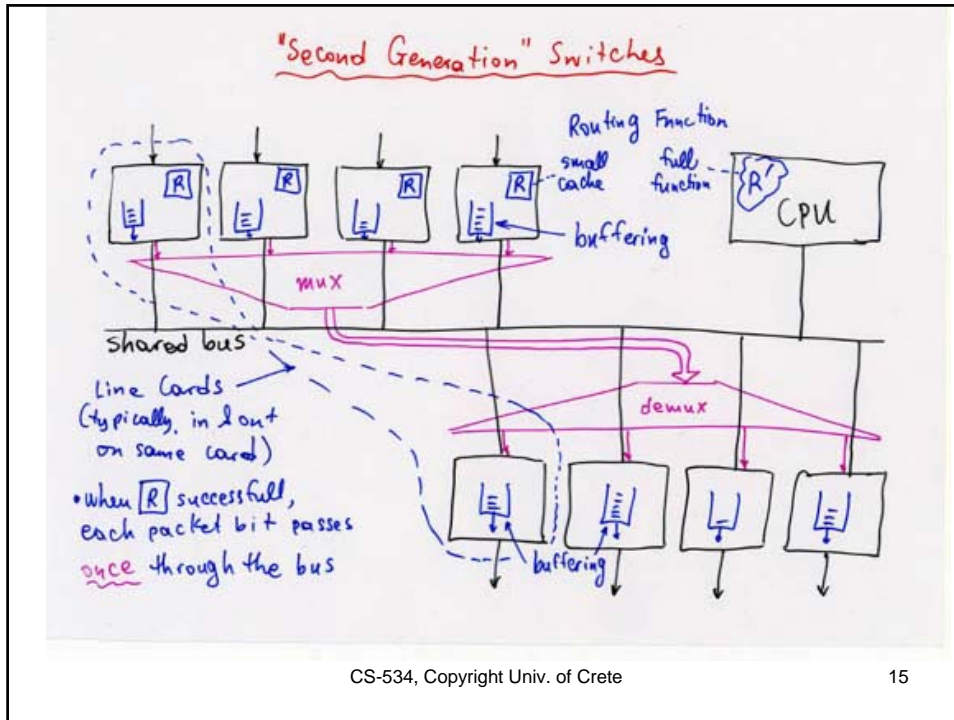 "Second Generation" Switches
Routing Function
small cache
full function
R
R
R
R
R'
CPU
buffering
mux
shared bus
Line Cards
(typically, in & out
on same card)
demux
• when R successfull,
each packet bit passes
once through the bus
buffering
CS-534, Copyright Univ. of Crete
15